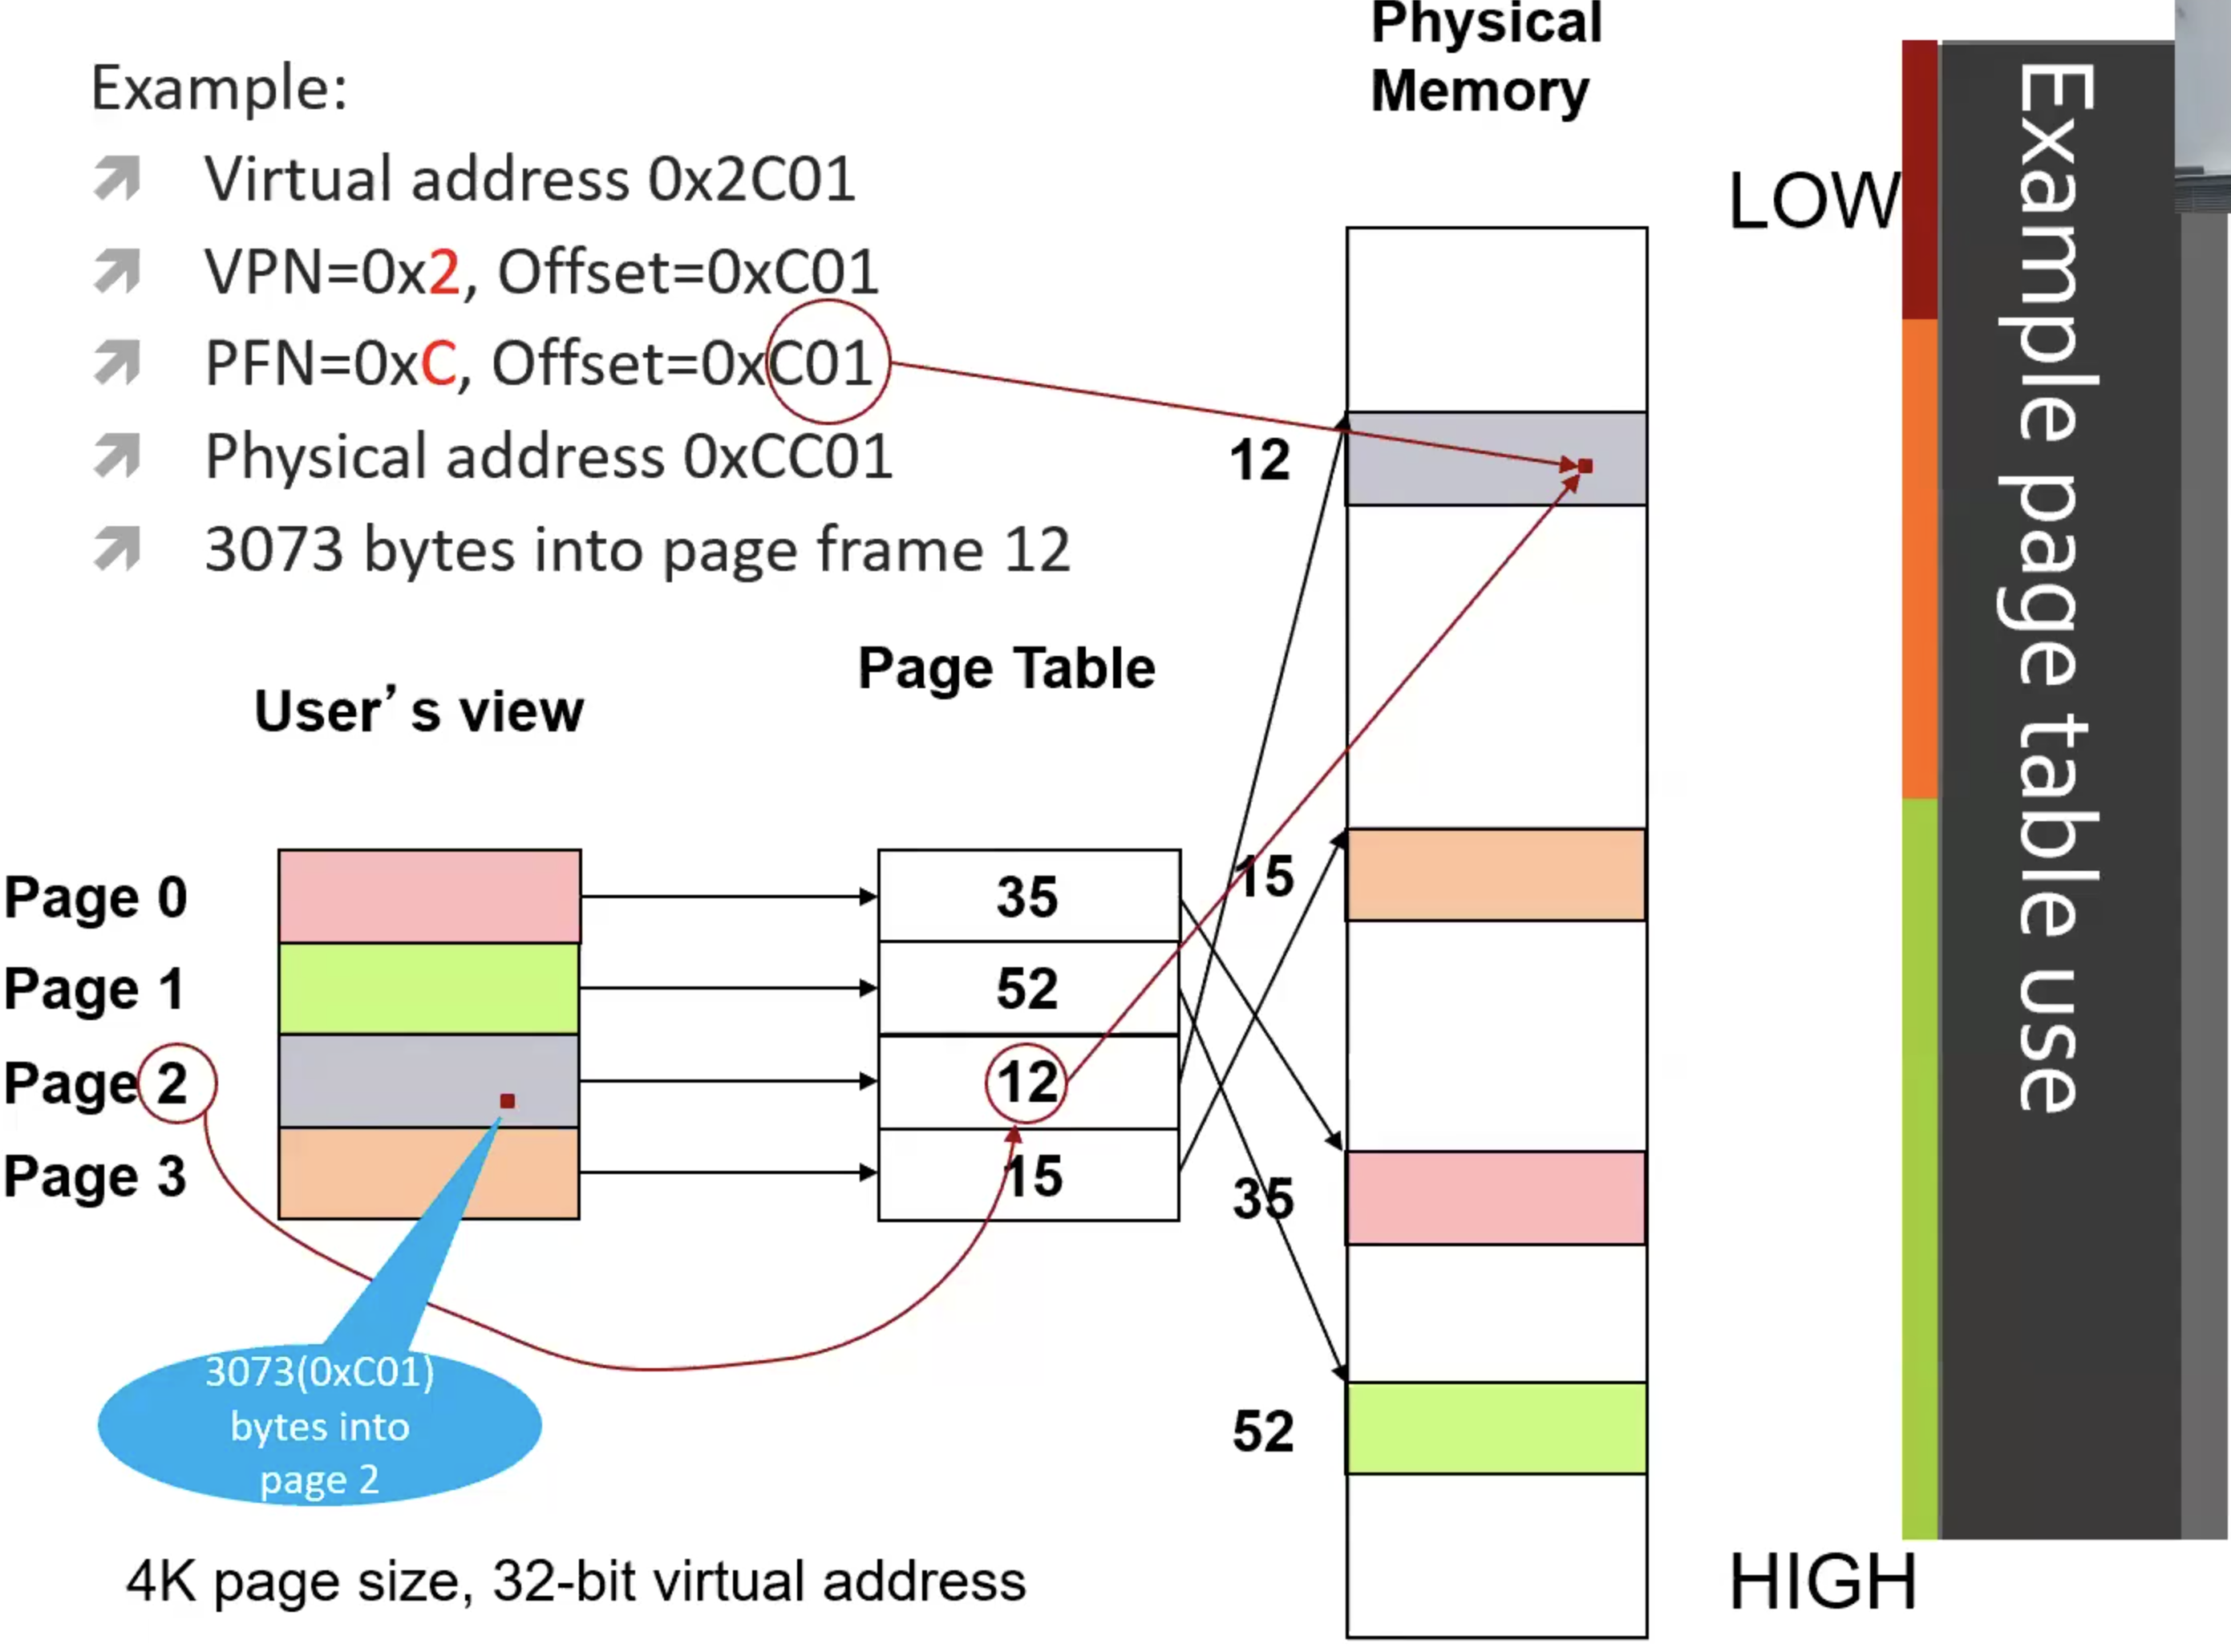 Physical
Memory
Example:
Virtual address 0x2C01
VPN=0x2, Offset=0xC01
PFN=0xC, Offset=0xC01
Physical address 0xCC01
3073 bytes into page frame 12
LOW
Example page table use
12
Page Table
User’s view
15
Page 0
35
Page 1
52
Page 2
12
Page 3
15
35
3073(0xC01)
bytes into
page 2
52
4K page size, 32-bit virtual address
HIGH